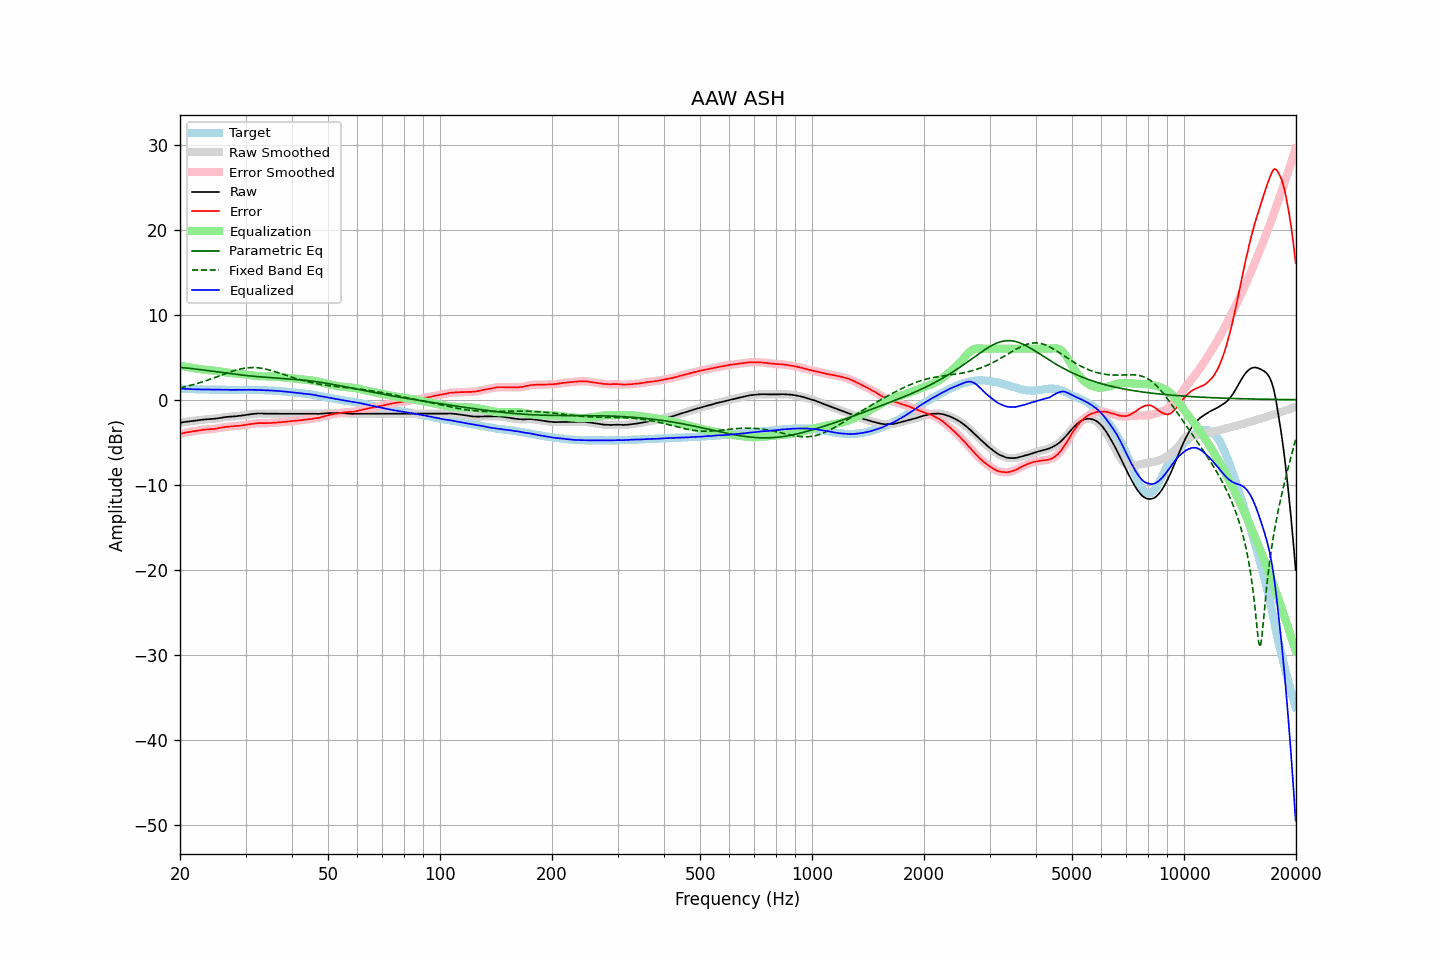 AAW ASH
Target
Raw Smoothed
Error Smoothed
Raw
Error
Equalization
Parametric Eq
Fixed Band Eq
Equalized
30
20
10
0
−10
−20
−30
−40
−50
Amplitude (dBr)
20 50 100 200 500 1000 2000 5000 10000 20000
Frequency (Hz)